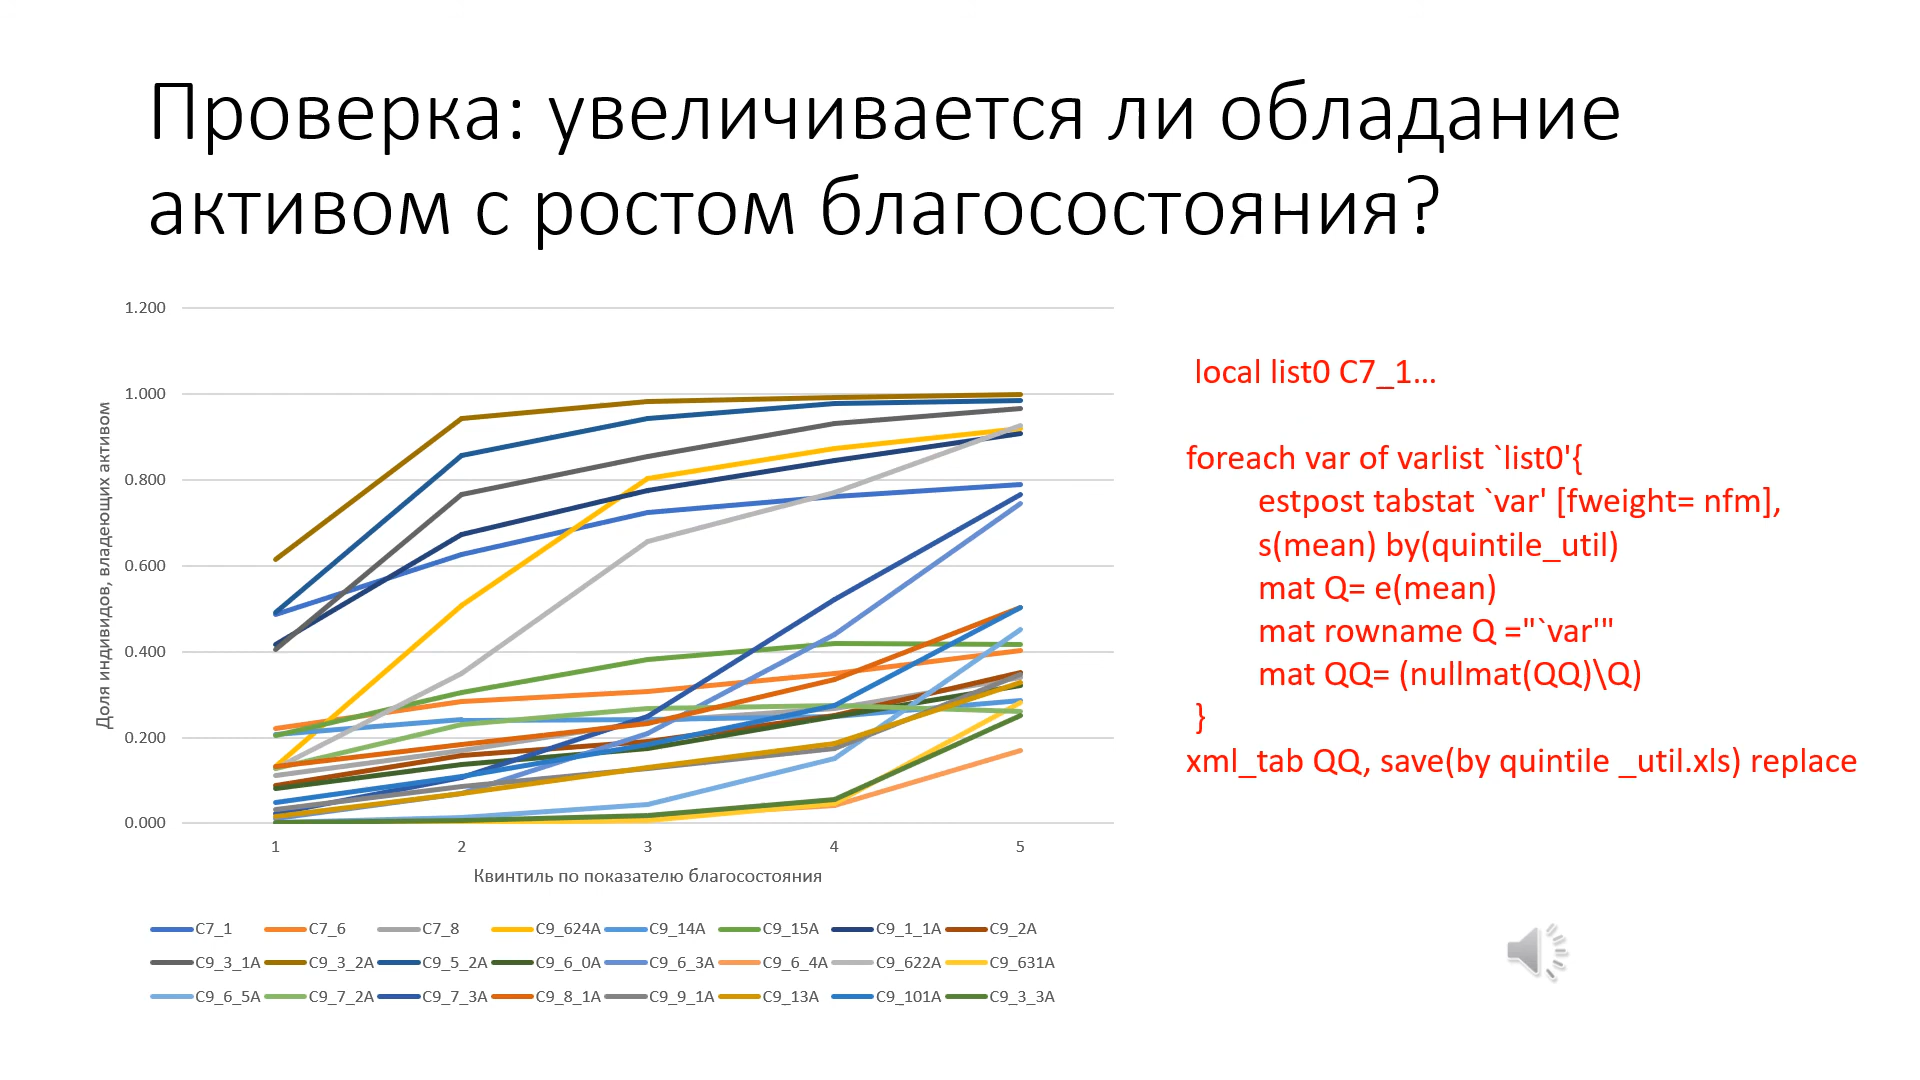 Проверка: увеличивается ли обладание
активом с ростом благосостояния?
1.200
1.000
0.800
0.600
0.400
0.200
0.000
Доля индивидов, владеющих активом
1 2 3 4 5
Квинтиль по показателю благосостояния
C7_1 C7_6 C7_8 C9_624A C9_14A C9_15A C9_1_1A C9_2A
C9_3_1A C9_3_2A C9_5_2A C9_6_0A C9_6_3A C9_6_4A C9_622A C9_631A
C9_6_5A C9_7_2A C9_7_3A C9_8_1A C9_9_1A C9_13A C9_101A C9_3_3A
local list0 C7_1...
foreach var of varlist `list0'{
estpost tabstat `var' [fweight= nfm],
s(mean) by(quintile_util)
mat Q= e(mean)
mat rowname Q ="`var'"
mat QQ= (nullmat(QQ)\Q)
}
xml_tab QQ, save(by quintile _util.xls) replace